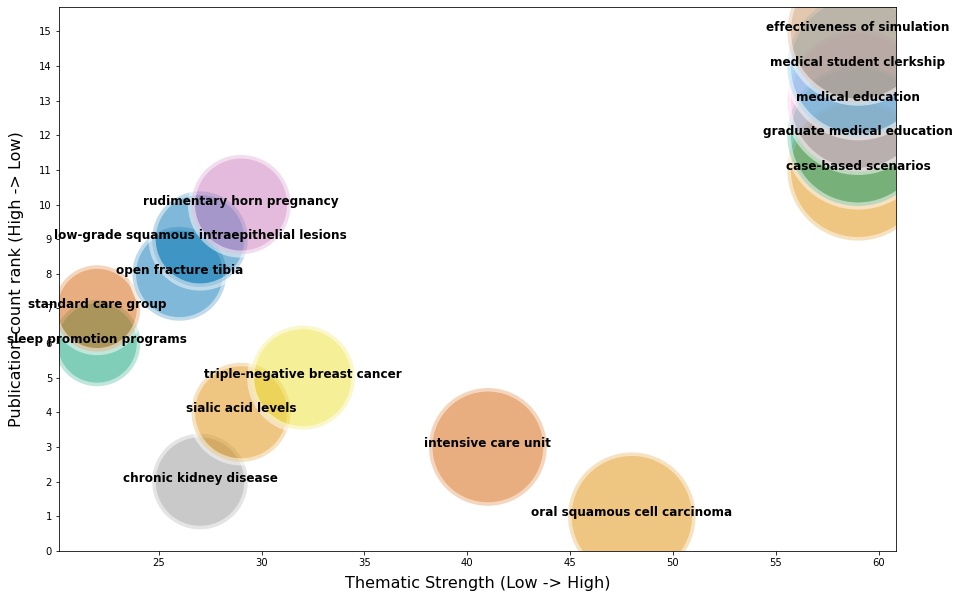 15
effectiveness of simulation
14
medical student clerkship
13
medical education
12
graduate medical education
11
case-based scenarios
10
rudimentary horn pregnancy
9
low-grade squamous intraepithelial lesions
8
open fracture tibia
7
standard care group
6
sleep promotion programs
5
triple-negative breast cancer
4
sialic acid levels
3
intensive care unit
2
chronic kidney disease
1
oral squamous cell carcinoma
0
Publication count rank (High -> Low)
25 30 35 40 45 50 55 60
Thematic Strength (Low -> High)